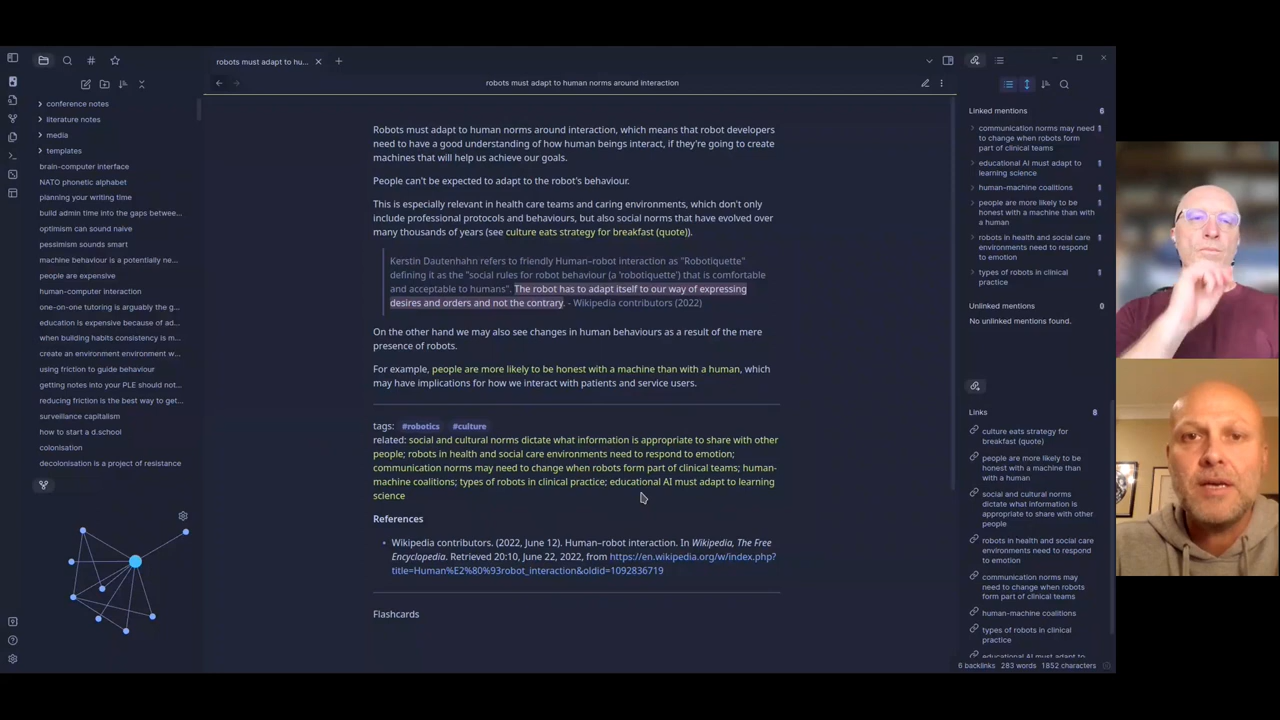 robots must adapt to hu...
robots must adapt to human norms around interaction
conference notes
literature notes
media
templates
brain-computer interface
NATO phonetic alphabet
planning your writing time
build admin time into the gaps betwee...
optimism can sound naive
pessimism sounds smart
machine behaviour is a potentially ne...
people are expensive
human-computer interaction
one-on-one tutoring is arguably the g...
education is expensive because of ad...
when building habits consistency is m...
create an environment environment w...
using friction to guide behaviour
getting notes into your PLE should not...
reducing friction is the best way to get...
surveillance capitalism
how to start a d.school
colonisation
decolonisation is a project of resistance
Robots must adapt to human norms around interaction, which means that robot developers
need to have a good understanding of how human beings interact, if they're going to create
machines that will help us achieve our goals.
People can't be expected to adapt to the robot's behaviour.
This is especially relevant in health care teams and caring environments, which don't only
include professional protocols and behaviours, but also social norms that have evolved over
many thousands of years (see culture eats strategy for breakfast (quote)).
Kerstin Dautenhahn refers to friendly Human–robot interaction as "Robotiquette"
defining it as the "social rules for robot behaviour (a 'robotiquette') that is comfortable
and acceptable to humans". The robot has to adapt itself to our way of expressing
desires and orders and not the contrary. - Wikipedia contributors (2022)
On the other hand we may also see changes in human behaviours as a result of the mere
presence of robots.
For example, people are more likely to be honest with a machine than with a human, which
may have implications for how we interact with patients and service users.
tags: #robotics #culture
related: social and cultural norms dictate what information is appropriate to share with other
people; robots in health and social care environments need to respond to emotion;
communication norms may need to change when robots form part of clinical teams; human-
machine coalitions; types of robots in clinical practice; educational AI must adapt to learning
science
References
Wikipedia contributors. (2022, June 12). Human–robot interaction. In Wikipedia, The Free
Encyclopedia. Retrieved 20:10, June 22, 2022, from https://en.wikipedia.org/w/index.php?
title=Human%E2%80%93robot_interaction&oldid=1092836719
Flashcards
Linked mentions 6
communication norms may need 1
to change when robots form
part of clinical teams
educational AI must adapt to 1
learning science
human-machine coalitions 1
people are more likely to be 1
honest with a machine than with
a human
robots in health and social care 1
environments need to respond
to emotion
types of robots in clinical 1
practice
Unlinked mentions 0
No unlinked mentions found.
Links 8
culture eats strategy for
breakfast (quote)
people are more likely to be
honest with a machine than
with a human
social and cultural norms
dictate what information is
appropriate to share with other
people
robots in health and social care
environments need to respond
to emotion
communication norms may
need to change when robots
form part of clinical teams
human-machine coalitions
types of robots in clinical
practice
educational AI must adapt to
6 backlinks 283 words 1852 characters